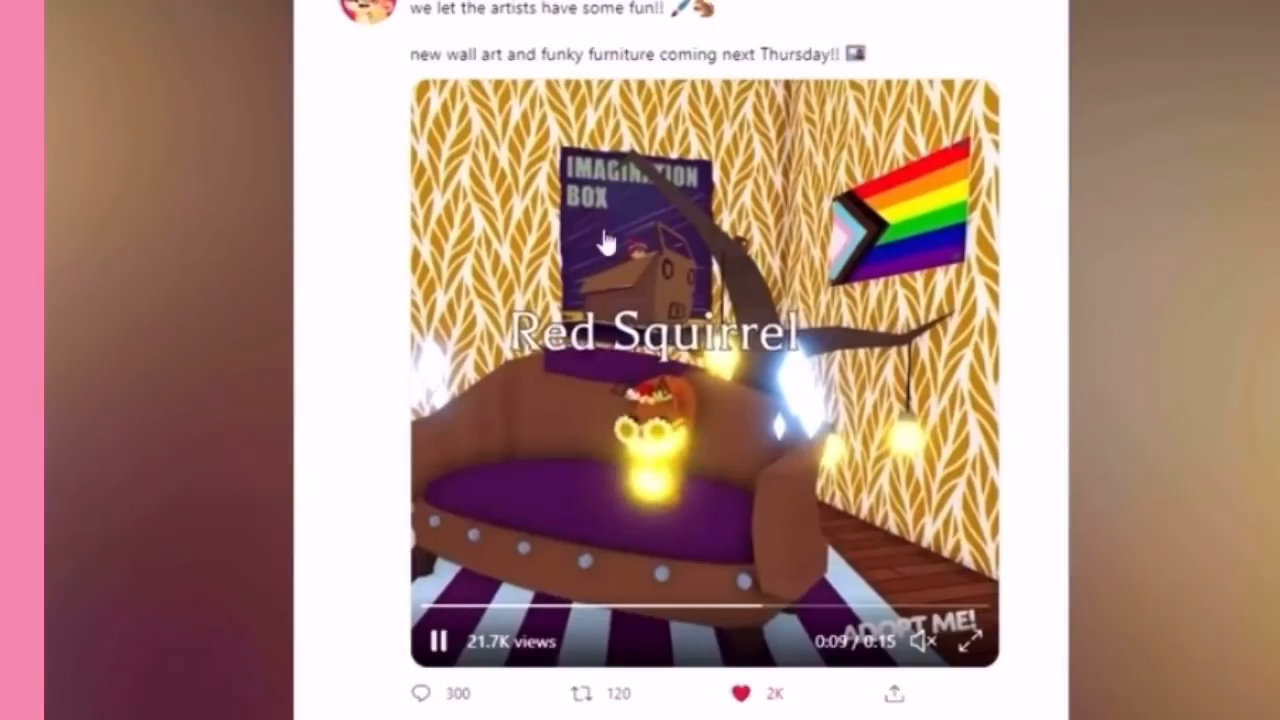 we let the artists have some fun!!
new wall art and funky furniture coming next Thursday!!
IMAGINATION
BOX
Red Squirrel
ADOPT ME!
21.7K views
0:09 / 0:15
300
120
2K